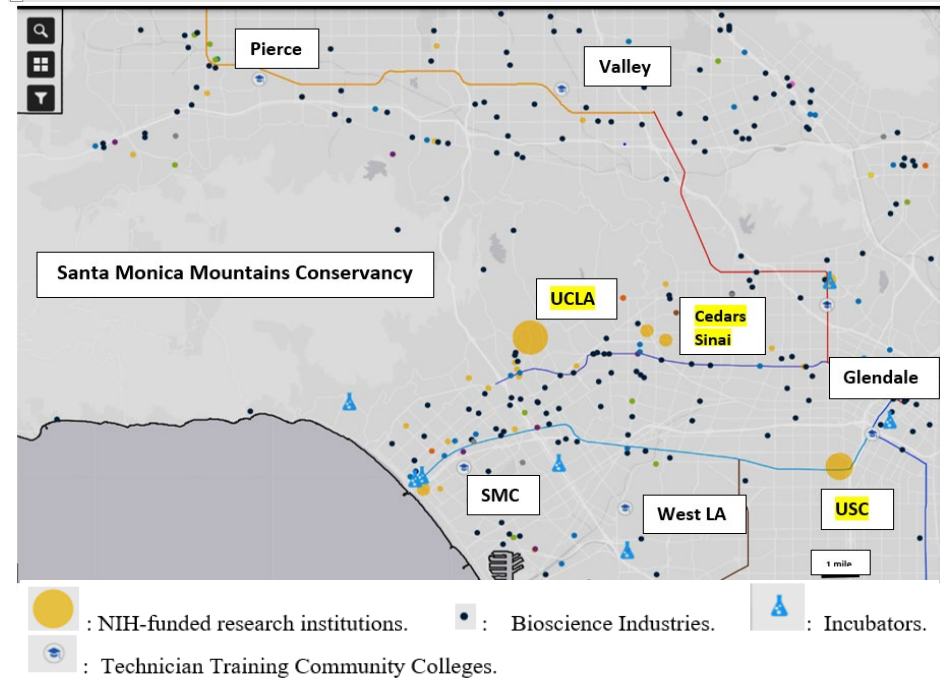 Pierce
Valley
Santa Monica Mountains Conservancy
UCLA
Cedars
Sinai
Glendale
SMC
West LA
USC
1 mile
: NIH-funded research institutions.
: Bioscience Industries.
: Incubators.
: Technician Training Community Colleges.